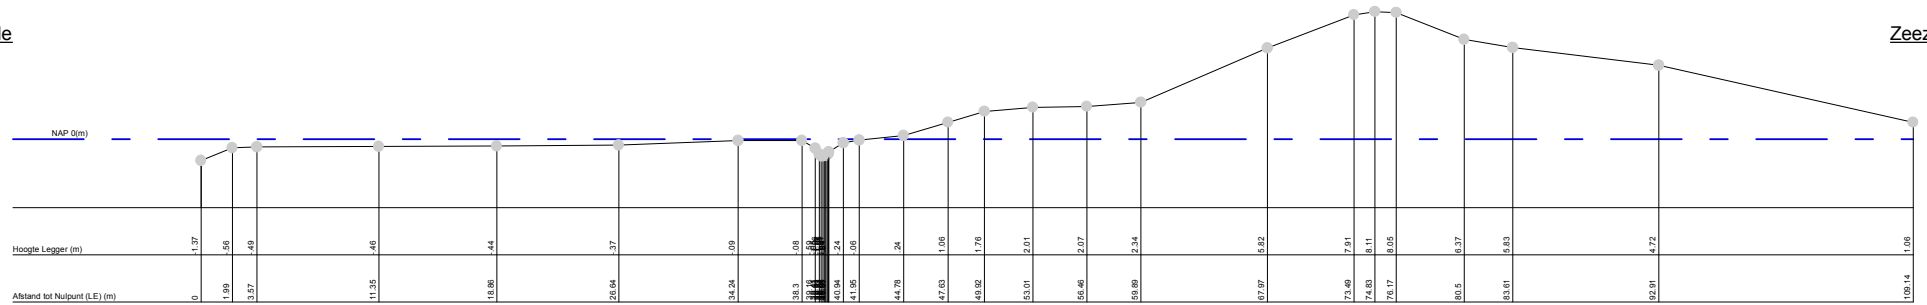 le
Zeez
NAP 0(m)
Hoogte Legger (m) -1.37 -.56 -.49 -.46 -.44 -.37 -.09 -.08 -.59 -.24 -.06 .24 1.06 1.76 2.01 2.07 2.34 5.82 7.91 8.11 8.05 6.37 5.83 4.72 1.06
Afstand tot Nulpunt (LE) (m) 0 1.99 3.57 11.35 18.86 26.64 34.24 38.3 39.16 40.94 41.95 44.78 47.63 49.92 53.01 56.46 59.89 67.97 73.49 74.83 76.17 80.5 83.61 92.91 109.14